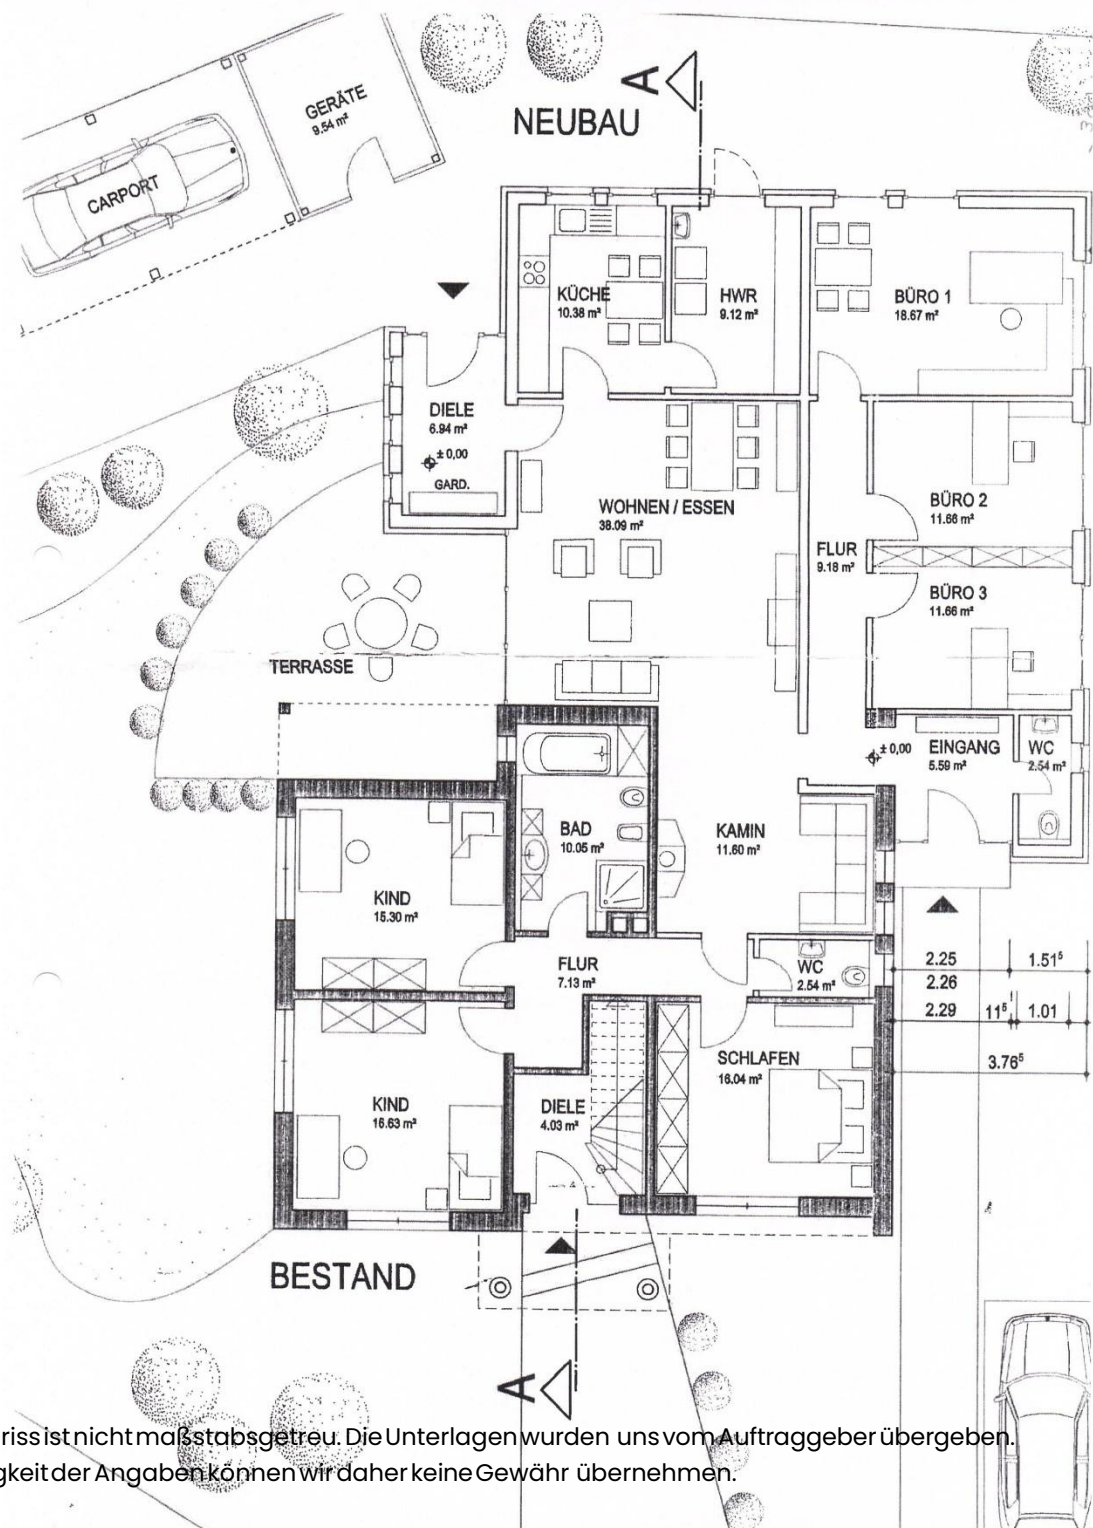 NEUBAU
A
GERÄTE
9.54 m²
CARPORT
KÜCHE
10.38 m²
HWR
9.12 m²
BÜRO 1
18.67 m²
DIELE
6.94 m²
± 0,00
GARD.
WOHNEN / ESSEN
38.09 m²
BÜRO 2
11.66 m²
FLUR
9.18 m²
BÜRO 3
11.66 m²
TERRASSE
± 0,00
EINGANG
5.59 m²
WC
2.54 m²
BAD
10.05 m²
KAMIN
11.60 m²
KIND
15.30 m²
FLUR
7.13 m²
WC
2.54 m²
2.25 1.51⁵
2.26
2.29 11⁵ 1.01
3.76⁵
SCHLAFEN
16.04 m²
KIND
16.63 m²
DIELE
4.03 m²
BESTAND
A
riss ist nicht maßstabsgetreu. Die Unterlagen wurden uns vom Auftraggeber übergeben.
gkeit der Angaben können wir daher keine Gewähr übernehmen.